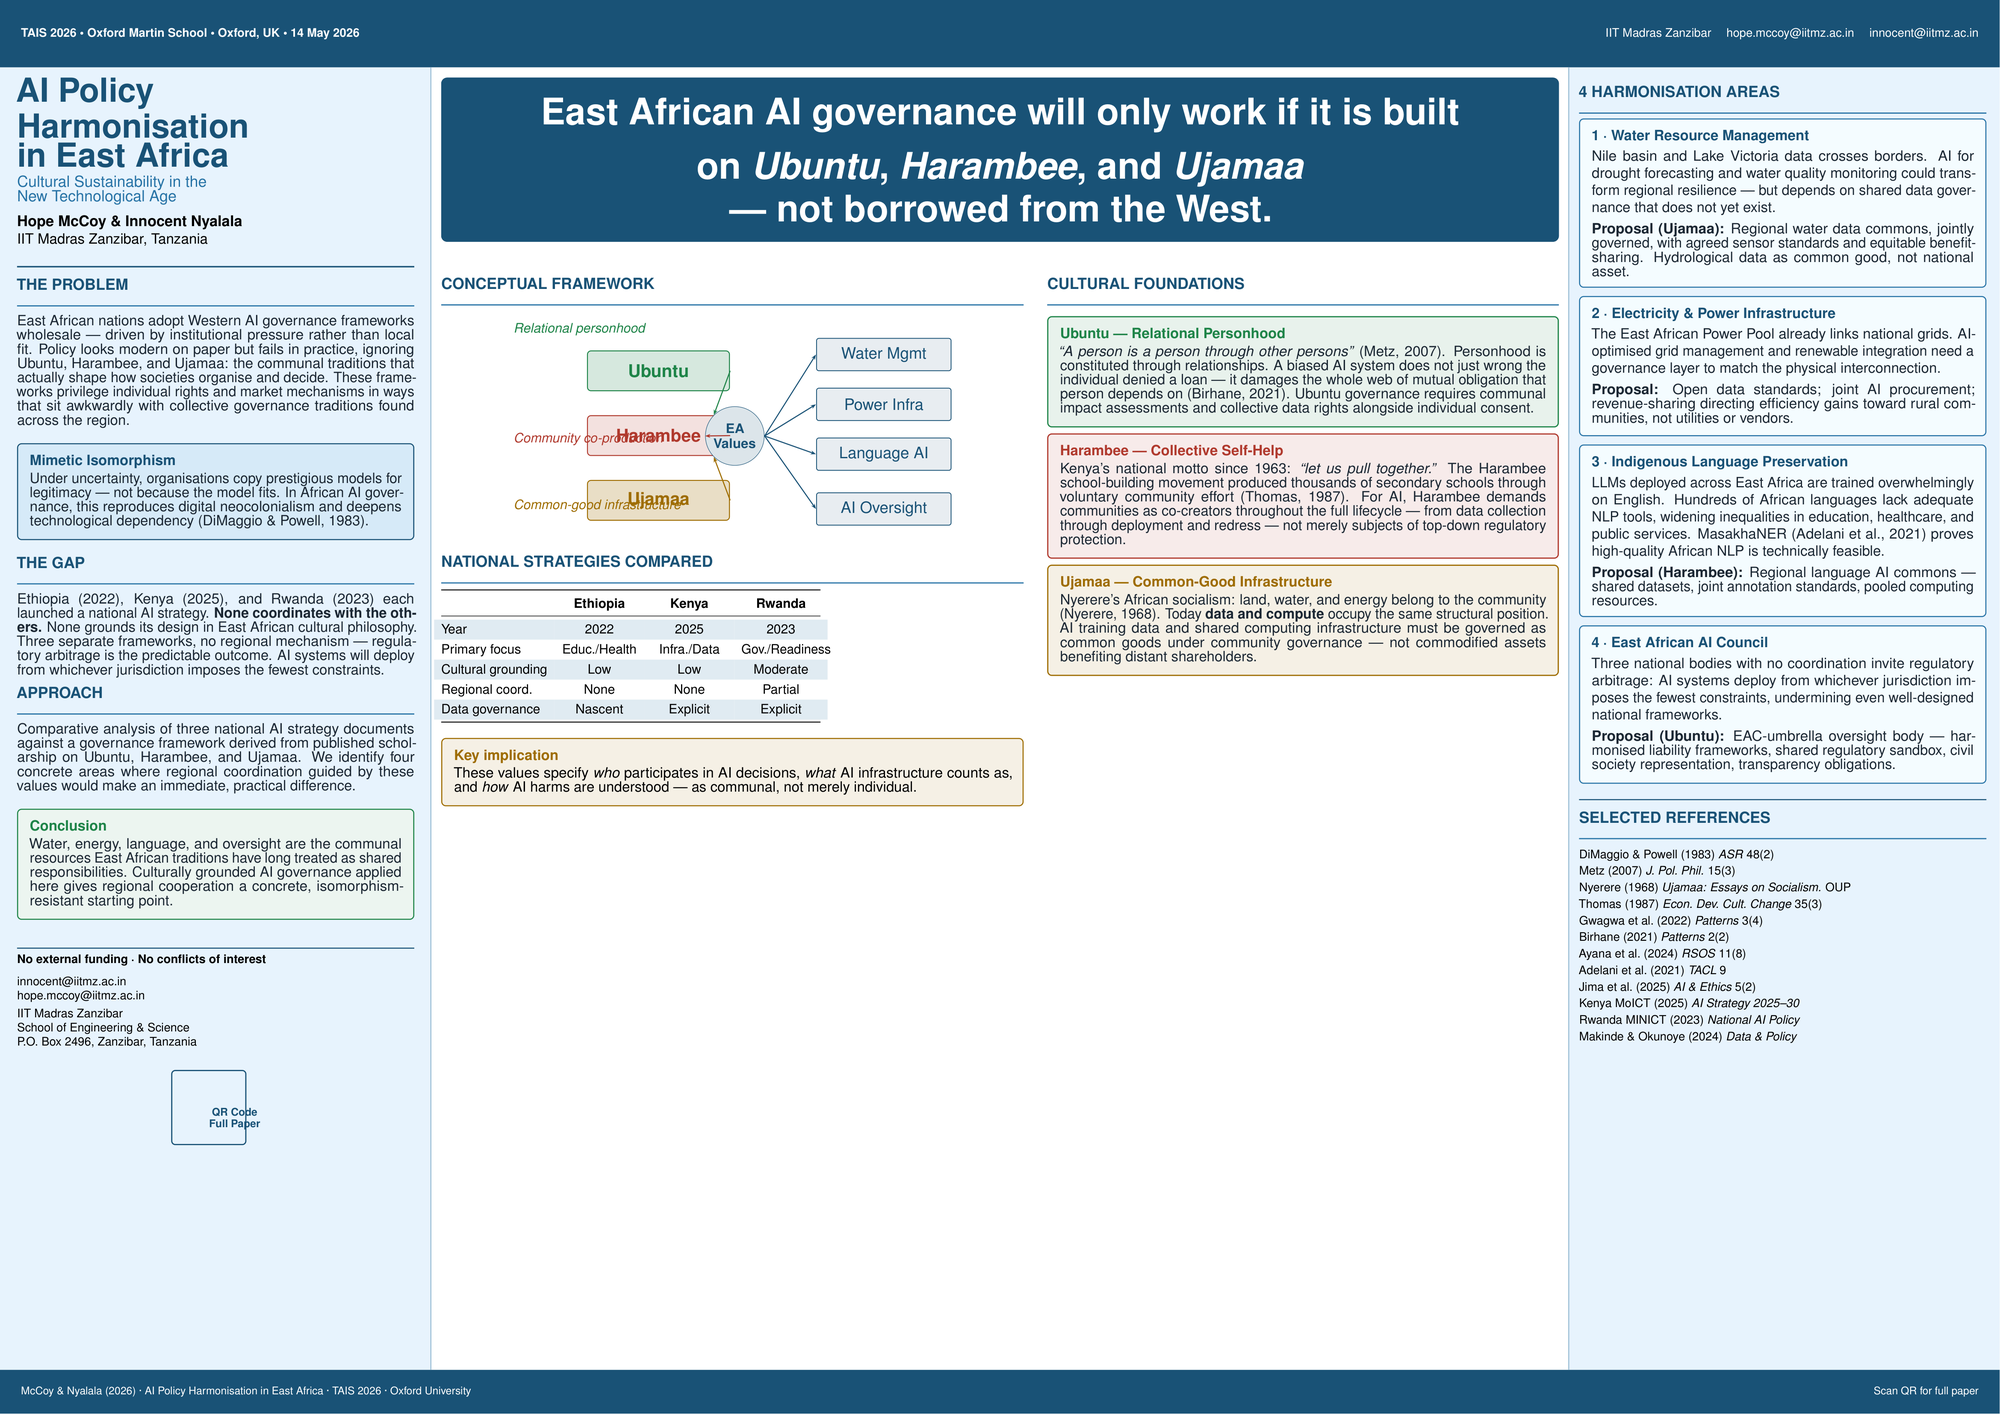 TAIS 2026 • Oxford Martin School • Oxford, UK • 14 May 2026
IIT Madras Zanzibar hope.mccoy@iitmz.ac.in innocent@iitmz.ac.in
AI Policy
Harmonisation
in East Africa
Cultural Sustainability in the
New Technological Age
Hope McCoy & Innocent Nyalala
IIT Madras Zanzibar, Tanzania
THE PROBLEM
East African nations adopt Western AI governance frameworks
wholesale — driven by institutional pressure rather than local
fit. Policy looks modern on paper but fails in practice, ignoring
Ubuntu, Harambee, and Ujamaa: the communal traditions that
actually shape how societies organise and decide. These frame-
works privilege individual rights and market mechanisms in ways
that sit awkwardly with collective governance traditions found
across the region.
Mimetic Isomorphism
Under uncertainty, organisations copy prestigious models for
legitimacy — not because the model fits. In African AI gover-
nance, this reproduces digital neocolonialism and deepens
technological dependency (DiMaggio & Powell, 1983).
THE GAP
Ethiopia (2022), Kenya (2025), and Rwanda (2023) each
launched a national AI strategy. None coordinates with the oth-
ers. None grounds its design in East African cultural philosophy.
Three separate frameworks, no regional mechanism — regula-
tory arbitrage is the predictable outcome. AI systems will deploy
from whichever jurisdiction imposes the fewest constraints.
APPROACH
Comparative analysis of three national AI strategy documents
against a governance framework derived from published schol-
arship on Ubuntu, Harambee, and Ujamaa. We identify four
concrete areas where regional coordination guided by these
values would make an immediate, practical difference.
Conclusion
Water, energy, language, and oversight are the communal
resources East African traditions have long treated as shared
responsibilities. Culturally grounded AI governance applied
here gives regional cooperation a concrete, isomorphism-
resistant starting point.
No external funding · No conflicts of interest
innocent@iitmz.ac.in
hope.mccoy@iitmz.ac.in
IIT Madras Zanzibar
School of Engineering & Science
P.O. Box 2496, Zanzibar, Tanzania
QR Code
Full Paper
East African AI governance will only work if it is built
on Ubuntu, Harambee, and Ujamaa
— not borrowed from the West.
CONCEPTUAL FRAMEWORK
Relational personhood
Ubuntu
Community co-production
Harambee
Common-good infrastructure
Ujamaa
EA
Values
Water Mgmt
Power Infra
Language AI
AI Oversight
NATIONAL STRATEGIES COMPARED
Ethiopia Kenya Rwanda
Year 2022 2025 2023
Primary focus Educ./Health Infra./Data Gov./Readiness
Cultural grounding Low Low Moderate
Regional coord. None None Partial
Data governance Nascent Explicit Explicit
Key implication
These values specify who participates in AI decisions, what AI infrastructure counts as,
and how AI harms are understood — as communal, not merely individual.
CULTURAL FOUNDATIONS
Ubuntu — Relational Personhood
“A person is a person through other persons” (Metz, 2007). Personhood is
constituted through relationships. A biased AI system does not just wrong the
individual denied a loan — it damages the whole web of mutual obligation that
person depends on (Birhane, 2021). Ubuntu governance requires communal
impact assessments and collective data rights alongside individual consent.
Harambee — Collective Self-Help
Kenya’s national motto since 1963: “let us pull together.” The Harambee
school-building movement produced thousands of secondary schools through
voluntary community effort (Thomas, 1987). For AI, Harambee demands
communities as co-creators throughout the full lifecycle — from data collection
through deployment and redress — not merely subjects of top-down regulatory
protection.
Ujamaa — Common-Good Infrastructure
Nyerere’s African socialism: land, water, and energy belong to the community
(Nyerere, 1968). Today data and compute occupy the same structural position.
AI training data and shared computing infrastructure must be governed as
common goods under community governance — not commodified assets
benefiting distant shareholders.
4 HARMONISATION AREAS
1 · Water Resource Management
Nile basin and Lake Victoria data crosses borders. AI for
drought forecasting and water quality monitoring could trans-
form regional resilience — but depends on shared data gover-
nance that does not yet exist.
Proposal (Ujamaa): Regional water data commons, jointly
governed, with agreed sensor standards and equitable benefit-
sharing. Hydrological data as common good, not national
asset.
2 · Electricity & Power Infrastructure
The East African Power Pool already links national grids. AI-
optimised grid management and renewable integration need a
governance layer to match the physical interconnection.
Proposal: Open data standards; joint AI procurement;
revenue-sharing directing efficiency gains toward rural com-
munities, not utilities or vendors.
3 · Indigenous Language Preservation
LLMs deployed across East Africa are trained overwhelmingly
on English. Hundreds of African languages lack adequate
NLP tools, widening inequalities in education, healthcare, and
public services. MasakhaNER (Adelani et al., 2021) proves
high-quality African NLP is technically feasible.
Proposal (Harambee): Regional language AI commons —
shared datasets, joint annotation standards, pooled computing
resources.
4 · East African AI Council
Three national bodies with no coordination invite regulatory
arbitrage: AI systems deploy from whichever jurisdiction im-
poses the fewest constraints, undermining even well-designed
national frameworks.
Proposal (Ubuntu): EAC-umbrella oversight body — har-
monised liability frameworks, shared regulatory sandbox, civil
society representation, transparency obligations.
SELECTED REFERENCES
DiMaggio & Powell (1983) ASR 48(2)
Metz (2007) J. Pol. Phil. 15(3)
Nyerere (1968) Ujamaa: Essays on Socialism. OUP
Thomas (1987) Econ. Dev. Cult. Change 35(3)
Gwagwa et al. (2022) Patterns 3(4)
Birhane (2021) Patterns 2(2)
Ayana et al. (2024) RSOS 11(8)
Adelani et al. (2021) TACL 9
Jima et al. (2025) AI & Ethics 5(2)
Kenya MoICT (2025) AI Strategy 2025–30
Rwanda MINICT (2023) National AI Policy
Makinde & Okunoye (2024) Data & Policy
McCoy & Nyalala (2026) · AI Policy Harmonisation in East Africa · TAIS 2026 · Oxford University
Scan QR for full paper